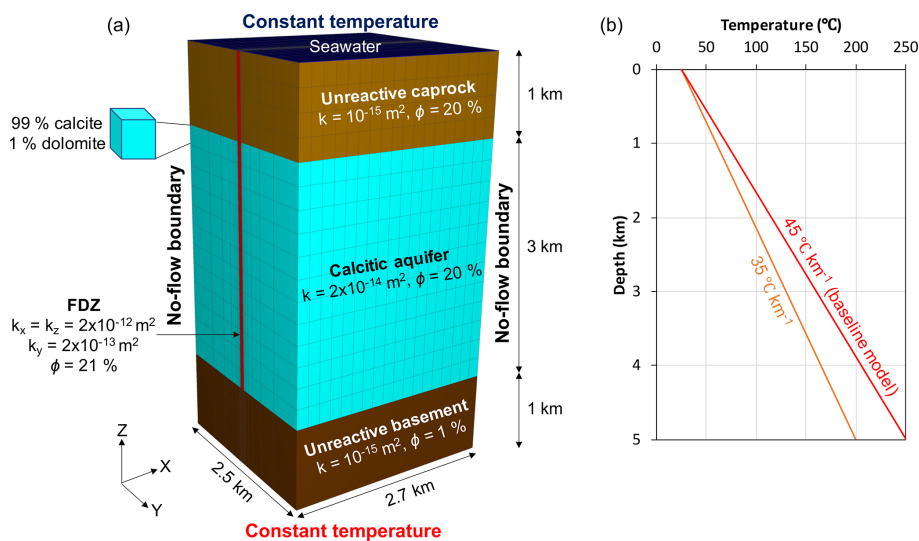 (a)
Constant temperature
Seawater
Unreactive caprock
k = 10⁻¹⁵ m², ϕ = 20 %
1 km
99 % calcite
1 % dolomite
No-flow boundary
Calcitic aquifer
k = 2x10⁻¹⁴ m², ϕ = 20 %
No-flow boundary
3 km
FDZ
kₓ = k_z = 2x10⁻¹² m²
k_y = 2x10⁻¹³ m²
ϕ = 21 %
Unreactive basement
k = 10⁻¹⁵ m², ϕ = 1 %
1 km
Z
X
Y
2.5 km
2.7 km
Constant temperature
(b)
Temperature (℃)
0 50 100 150 200 250
Depth (km)
0
1
2
3
4
5
45 ℃ km⁻¹ (baseline model)
35 ℃ km⁻¹